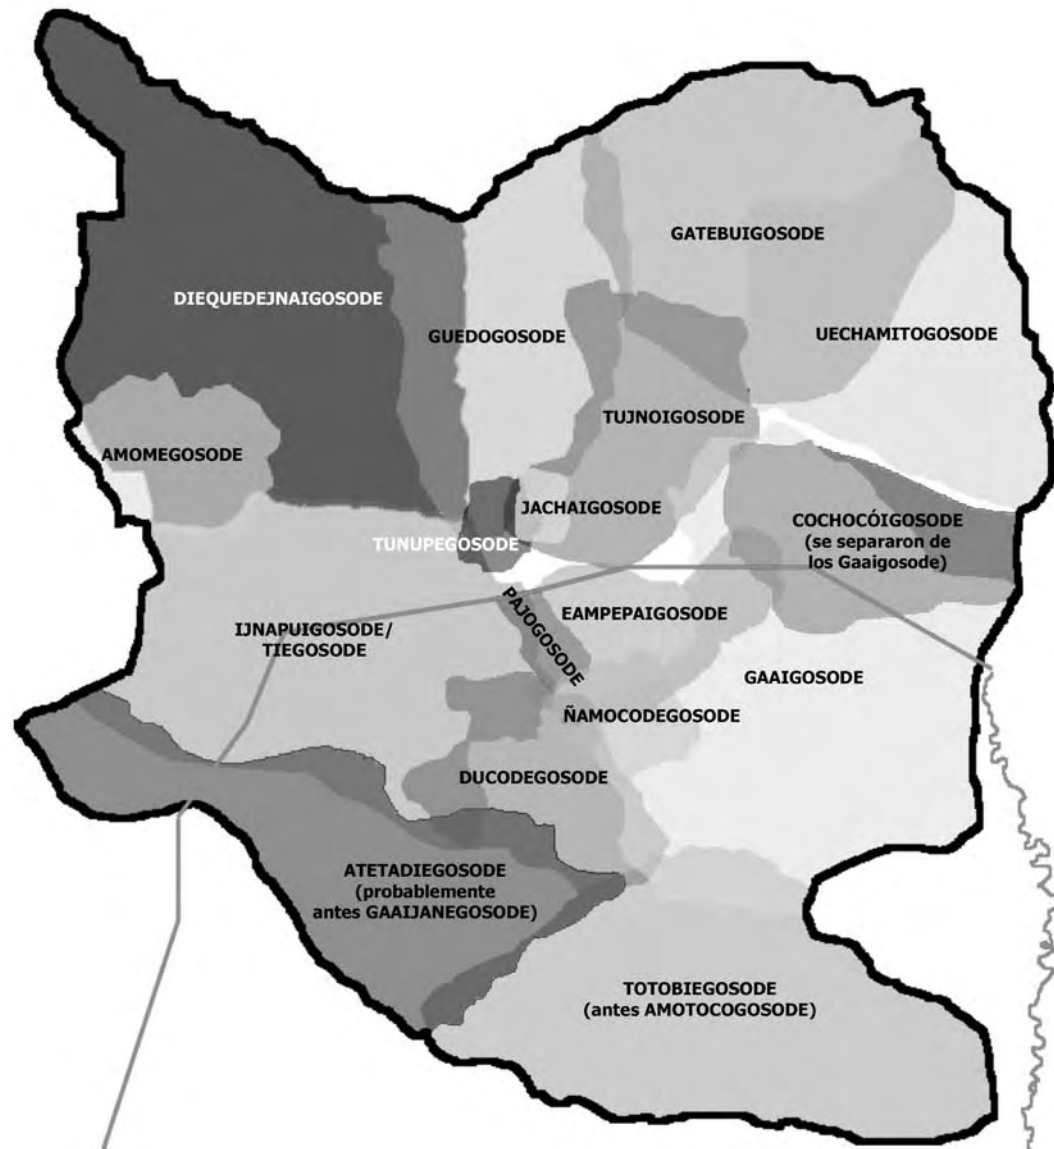 GATEBUIGOSODE
DIEQUEDEJNAIGOSODE
GUEDOGOSODE
UECHAMITOGOSODE
TUJNOIGOSODE
AMOMEGOSODE
JACHAIGOSODE
COCHOCÓIGOSODE
(se separaron de
los Gaaigosode)
TUNUPEGOSODE
PAJOGOSODE
EAMPEPAIGOSODE
IJNAPUIGOSODE/
TIEGOSODE
GAAIGOSODE
ÑAMOCODEGOSODE
DUCODEGOSODE
ATETADIEGOSODE
(probablemente
antes GAAIJANEGOSODE)
TOTOBIEGOSODE
(antes AMOTOCOGOSODE)